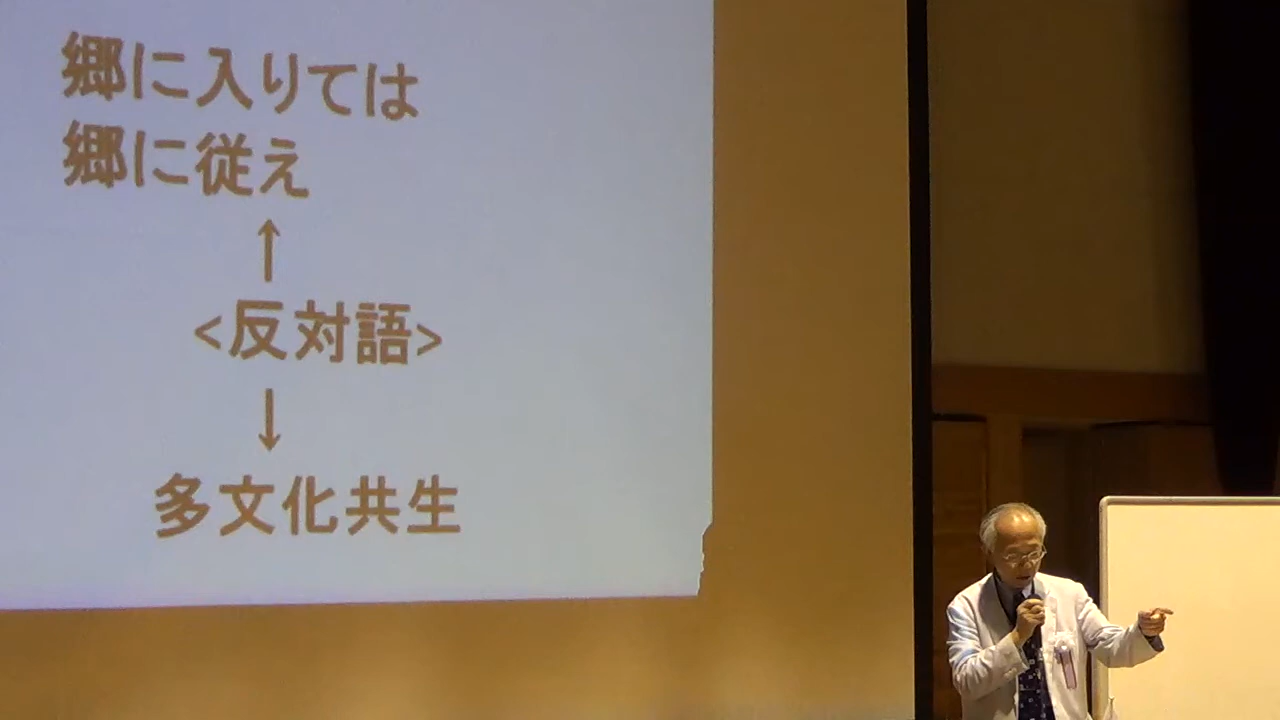 郷に入りては
郷に従え
↑
<反対語>
↓
多文化共生